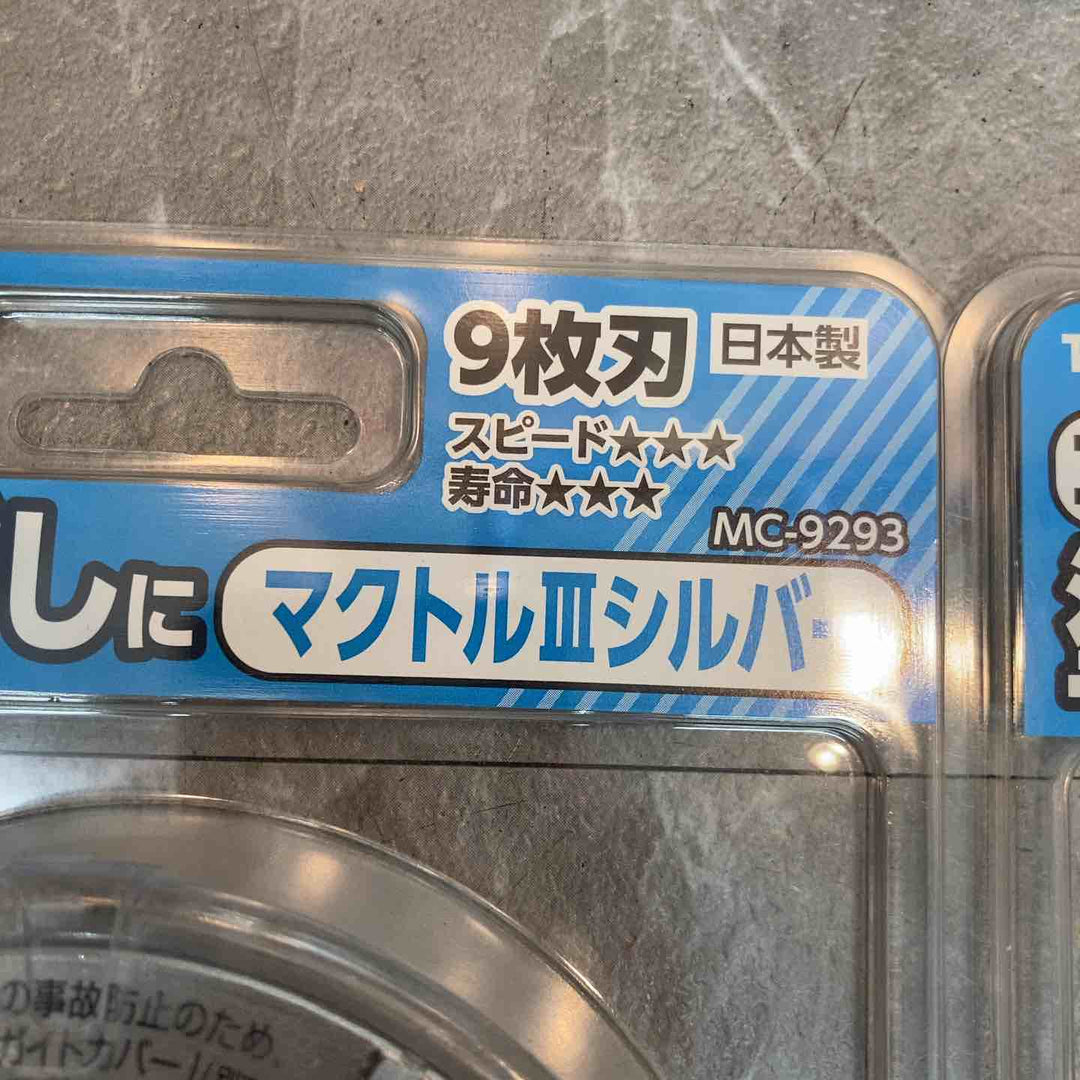 9枚刃 日本製
スピード★★★
寿命★★★
MC-9293
しに マクトルⅢシルバー
の事故防止のため
ガイドカバー